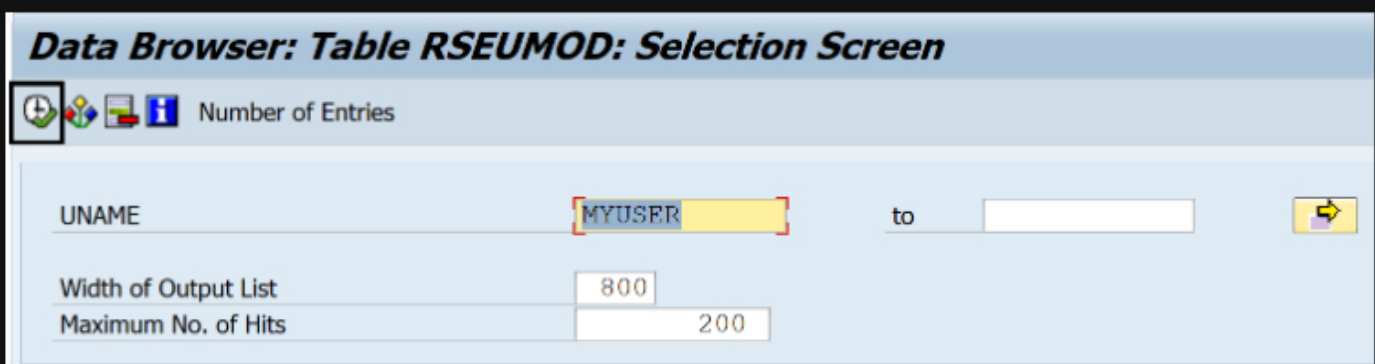 Data Browser: Table RSEUMOD: Selection Screen
Number of Entries
UNAME MYUSER to
Width of Output List 800
Maximum No. of Hits 200